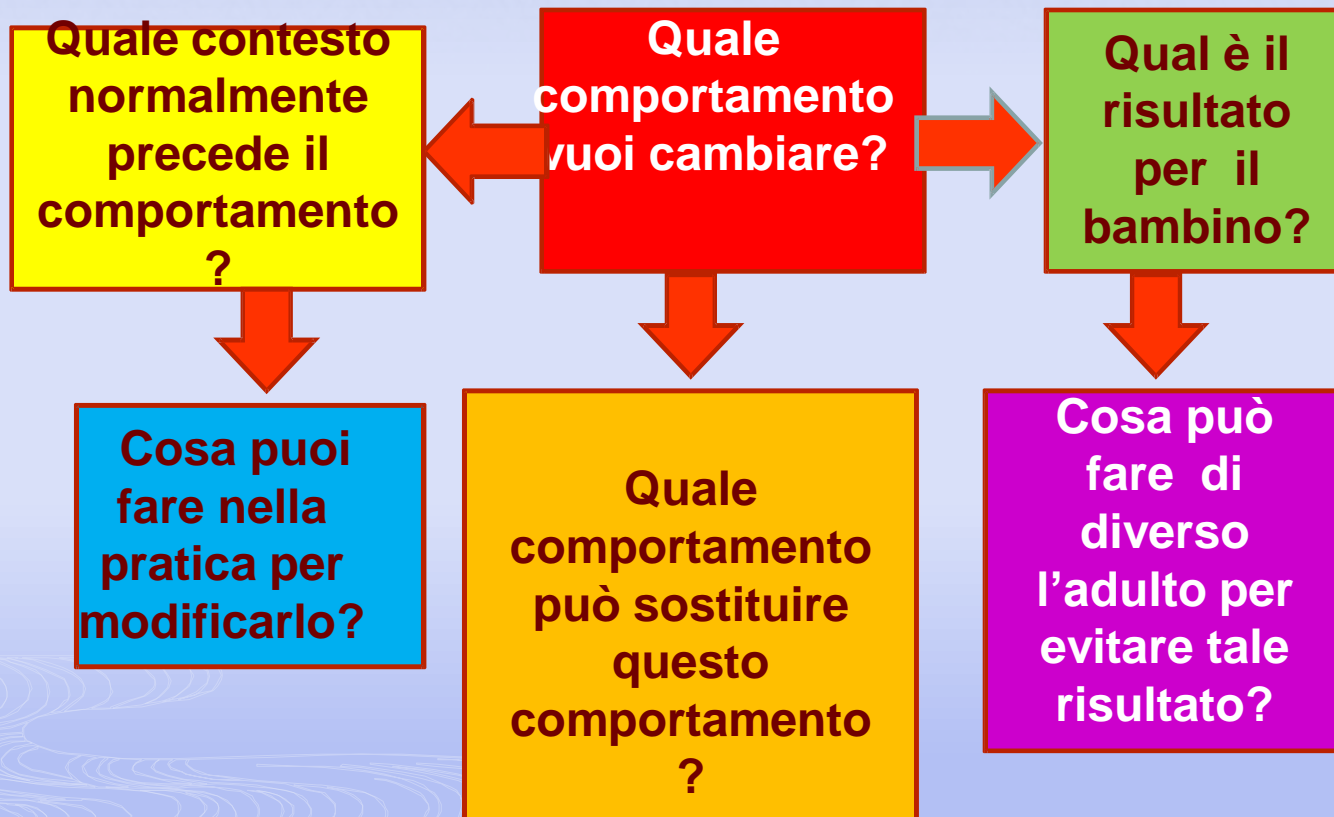 Quale contesto
normalmente
precede il
comportamento
?
Quale
comportamento
vuoi cambiare?
Qual è il
risultato
per il
bambino?
Cosa puoi
fare nella
pratica per
modificarlo?
Quale
comportamento
può sostituire
questo
comportamento
?
Cosa può
fare di
diverso
l’adulto per
evitare tale
risultato?